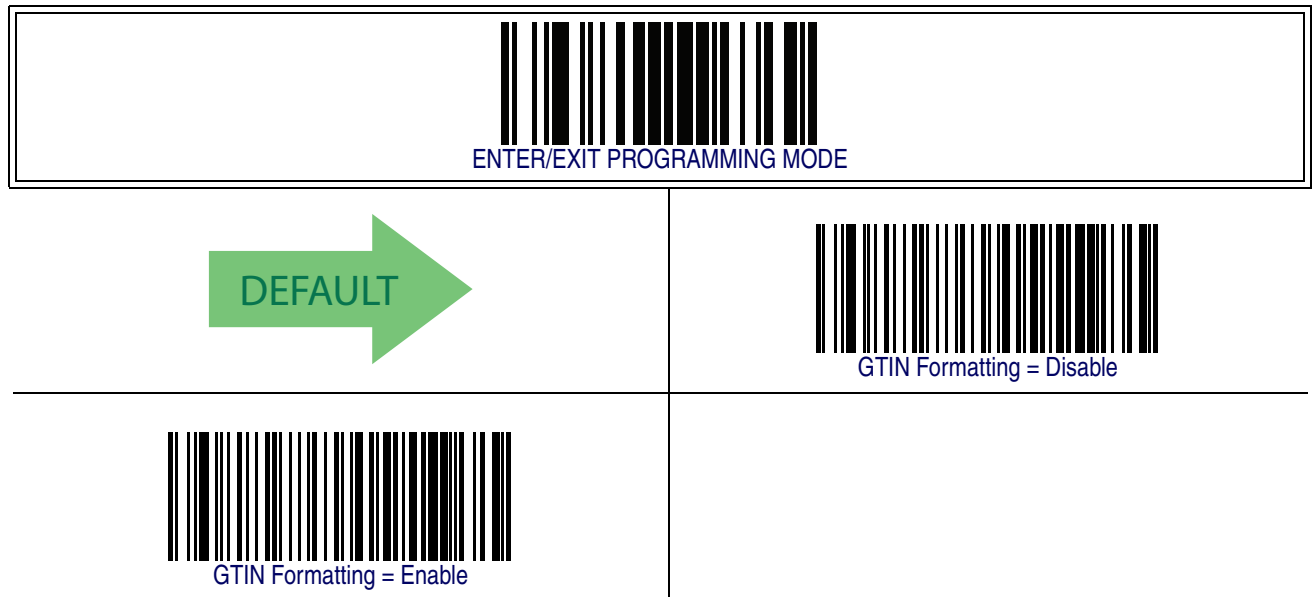 ENTER/EXIT PROGRAMMING MODE
DEFAULT
GTIN Formatting = Disable
GTIN Formatting = Enable